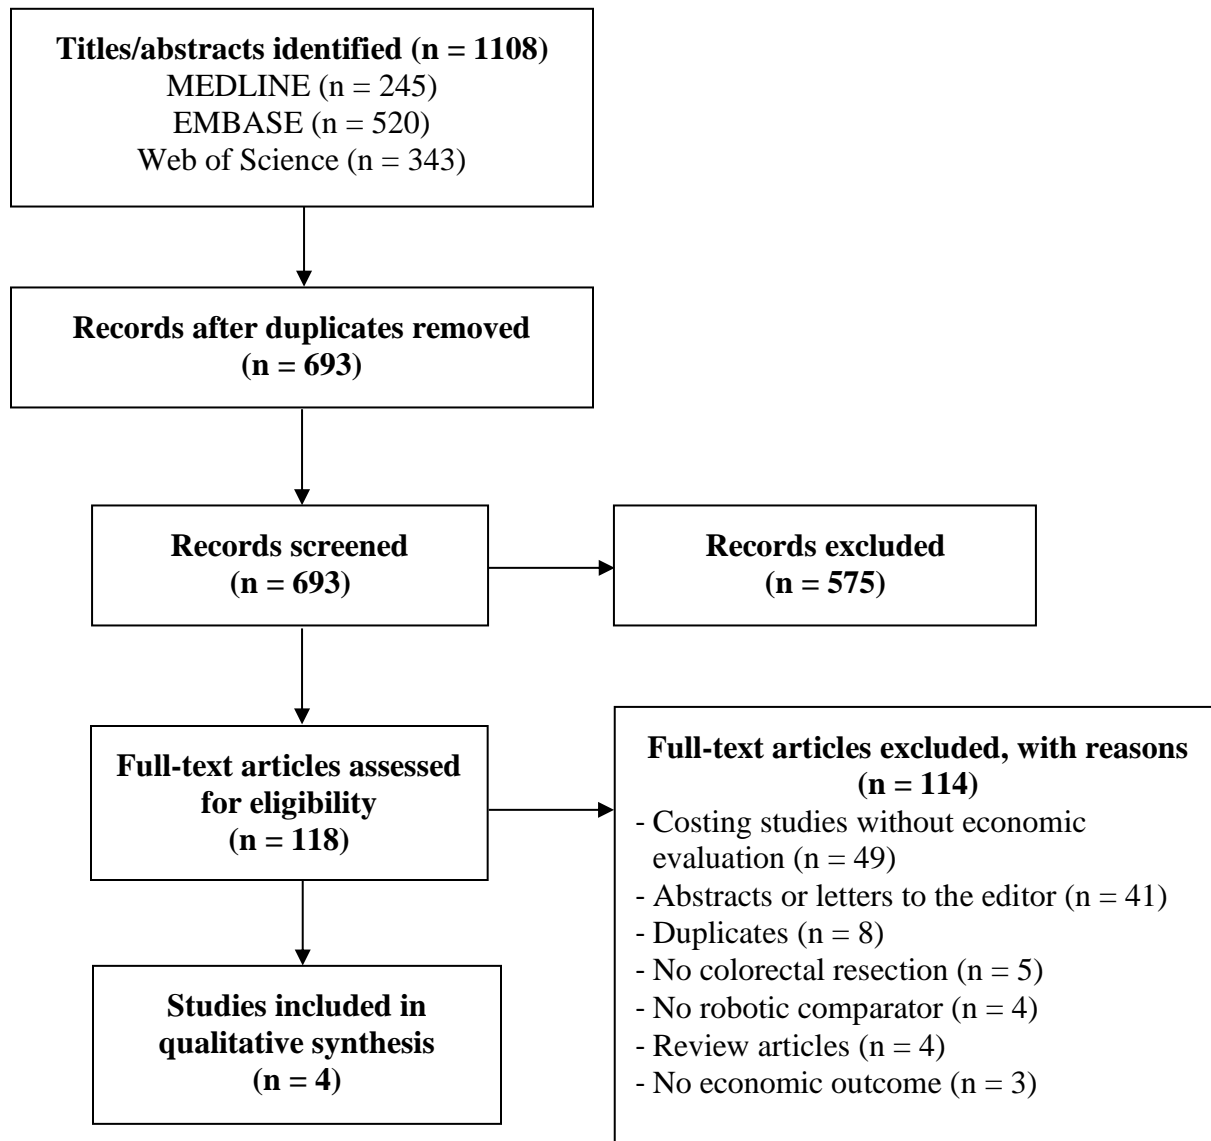 Titles/abstracts identified (n = 1108)
MEDLINE (n = 245)
EMBASE (n = 520)
Web of Science (n = 343)
Records after duplicates removed
(n = 693)
Records screened
(n = 693)
Records excluded
(n = 575)
Full-text articles assessed
for eligibility
(n = 118)
Full-text articles excluded, with reasons
(n = 114)
- Costing studies without economic
evaluation (n = 49)
- Abstracts or letters to the editor (n = 41)
- Duplicates (n = 8)
- No colorectal resection (n = 5)
- No robotic comparator (n = 4)
- Review articles (n = 4)
- No economic outcome (n = 3)
Studies included in
qualitative synthesis
(n = 4)